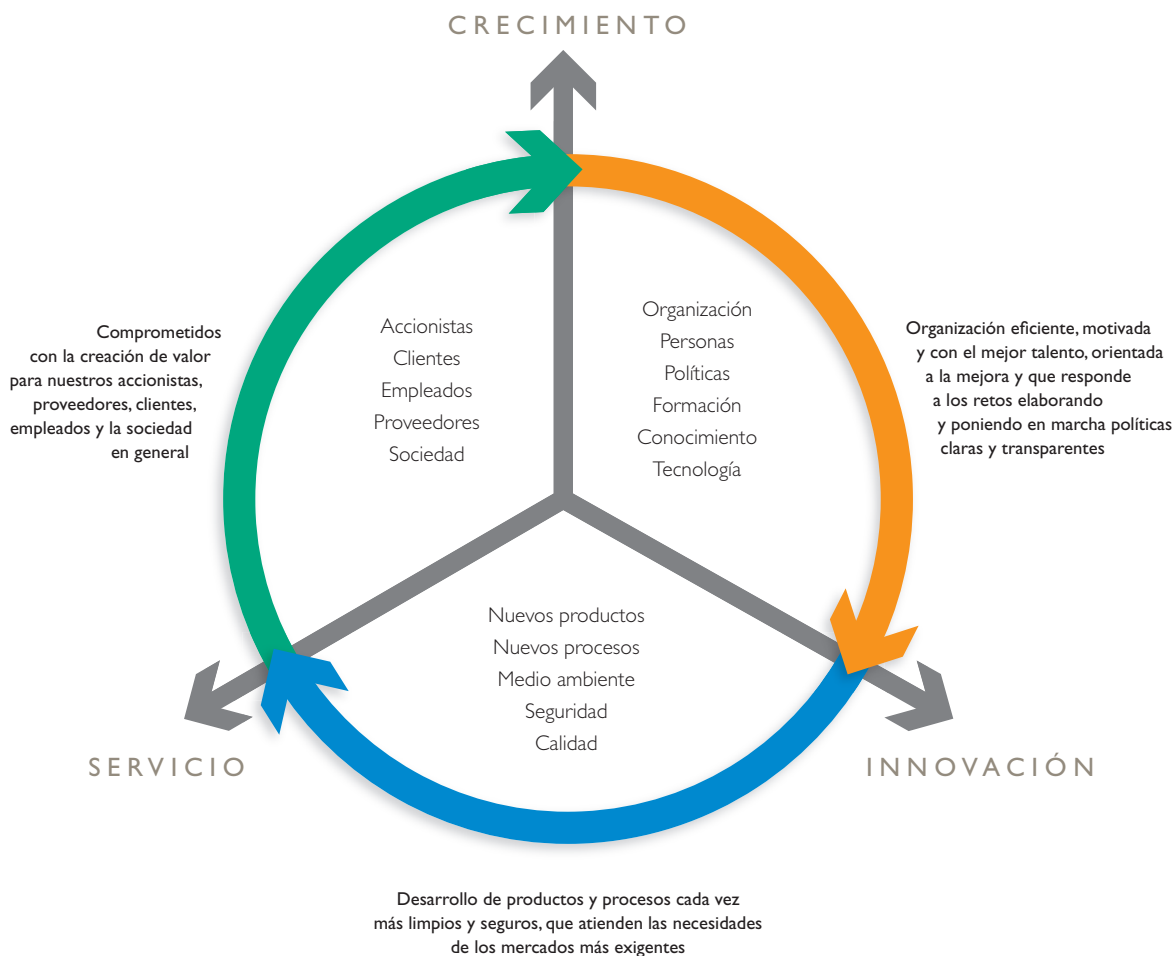 CRECIMIENTO
Comprometidos
con la creación de valor
para nuestros accionistas,
proveedores, clientes,
empleados y la sociedad
en general
Accionistas
Clientes
Empleados
Proveedores
Sociedad
Organización
Personas
Políticas
Formación
Conocimiento
Tecnología
Organización eficiente, motivada
y con el mejor talento, orientada
a la mejora y que responde
a los retos elaborando
y poniendo en marcha políticas
claras y transparentes
Nuevos productos
Nuevos procesos
Medio ambiente
Seguridad
Calidad
SERVICIO
INNOVACIÓN
Desarrollo de productos y procesos cada vez
más limpios y seguros, que atienden las necesidades
de los mercados más exigentes